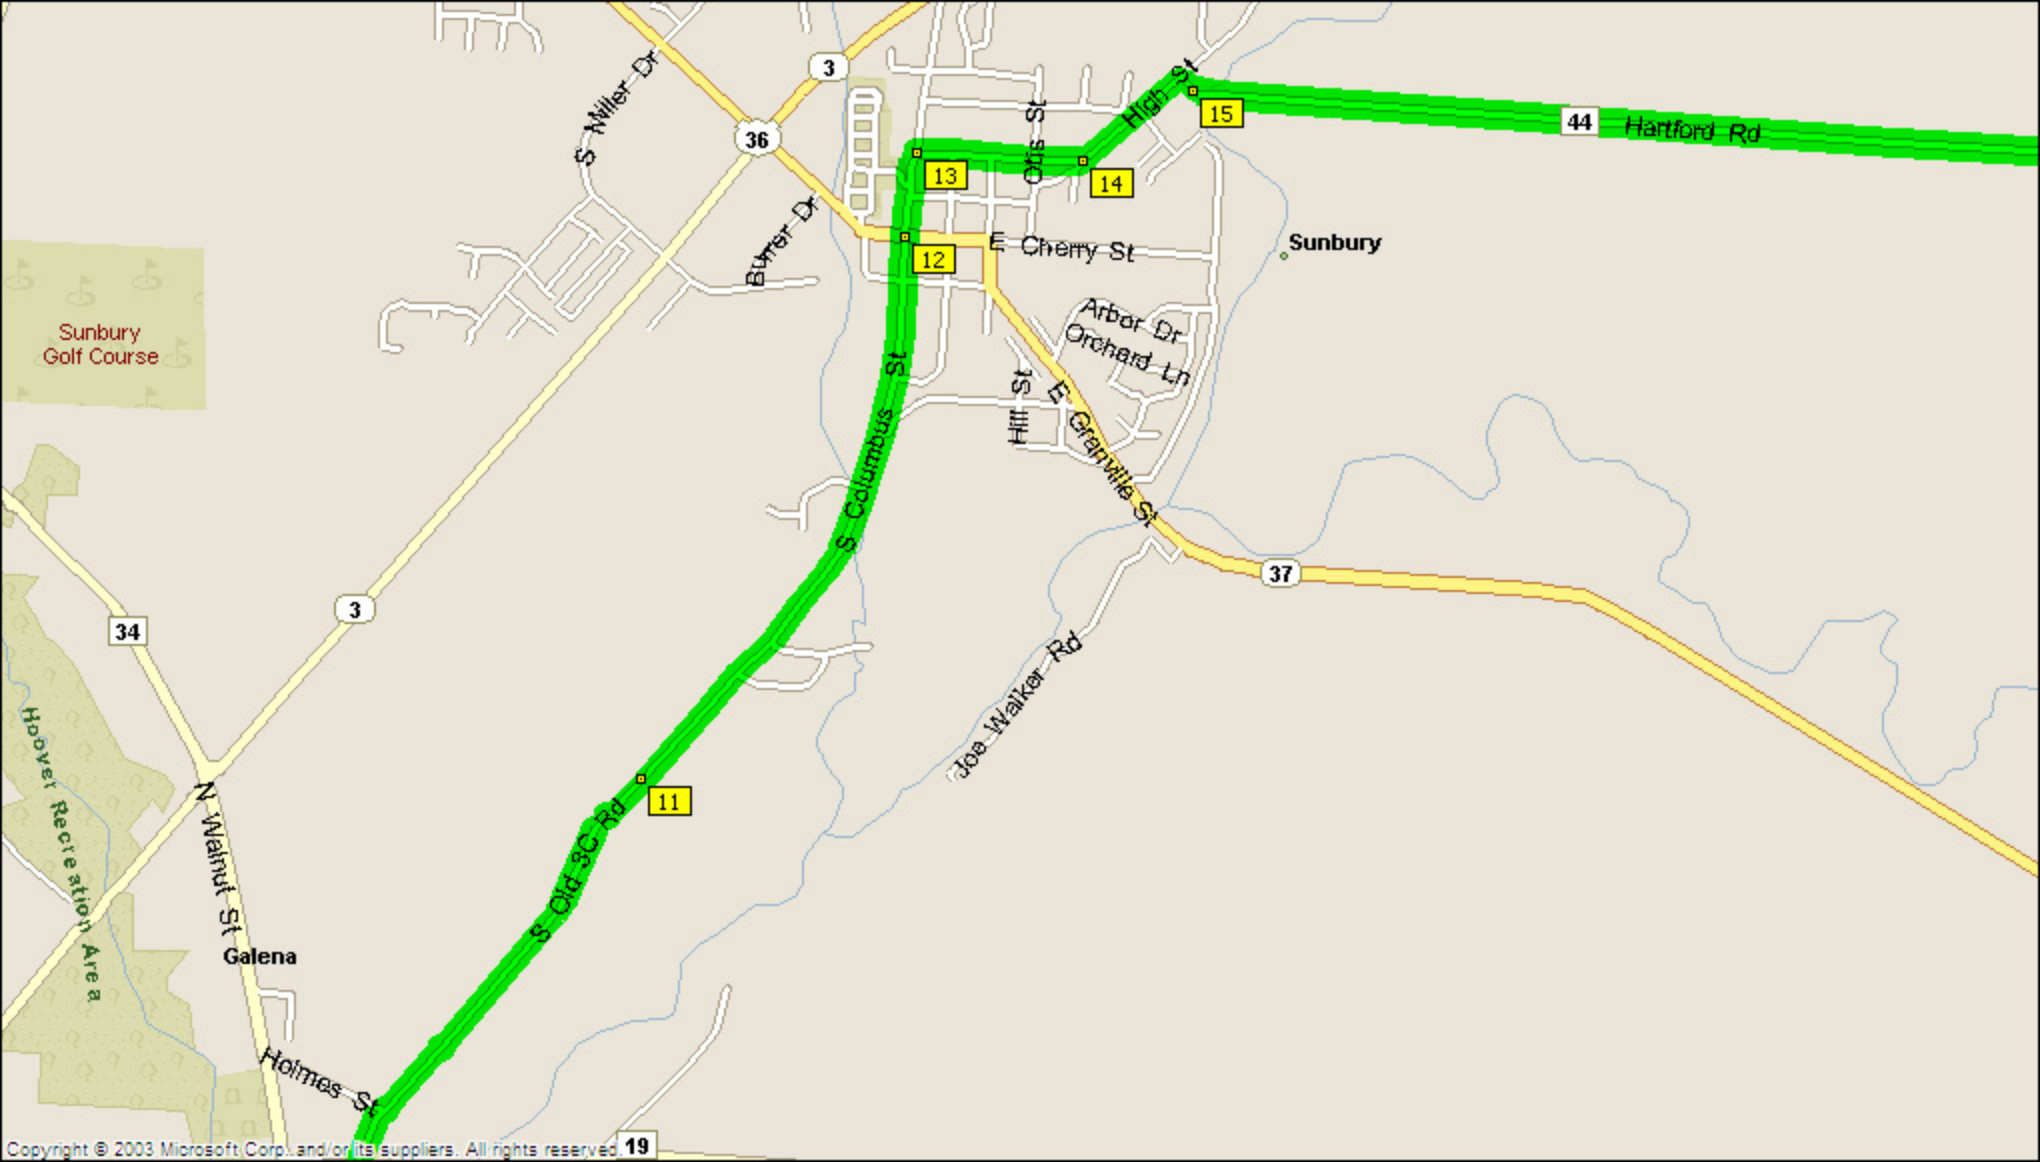 3
S Miller Dr
High St
15
44
Hartford Rd
36
Otis St
13
14
Burrer Dr
E Cherry St
Sunbury
12
Sunbury
Golf Course
Arbor Dr
Orchard Ln
Hill St
E Granville St
S Columbus St
37
3
34
Joe Walker Rd
11
Hoover Recreation Area
N Walnut St
S Old 3C Rd
Galena
Holmes St
Copyright © 2003 Microsoft Corp. and/or its suppliers. All rights reserved.
19